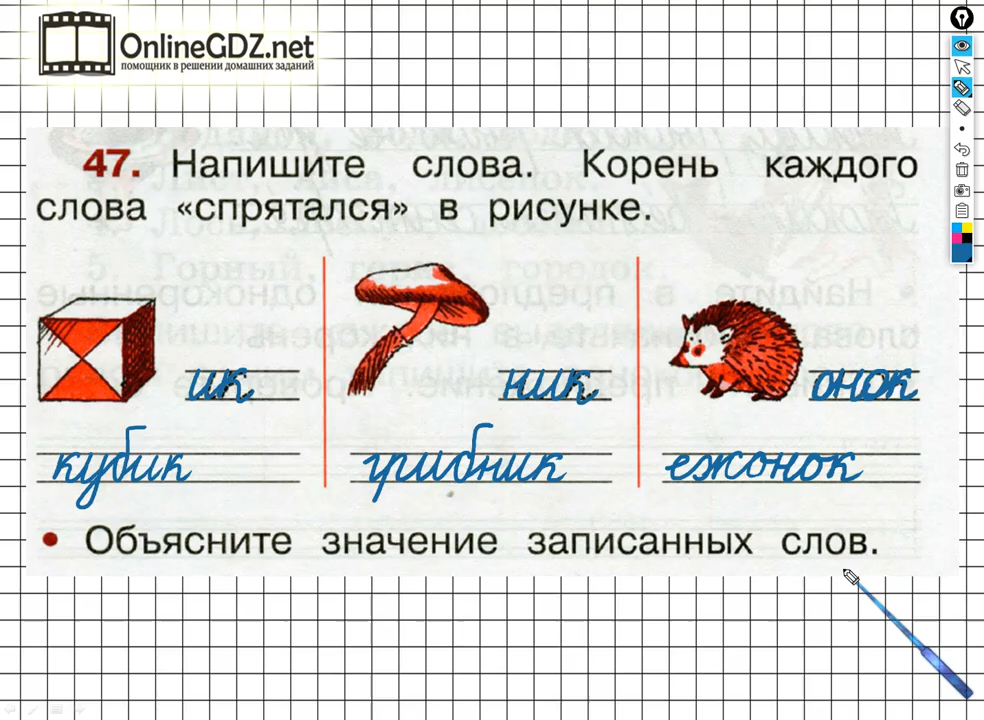 OnlineGDZ.net
помощник в решении домашних заданий
47. Напишите слова. Корень каждого
слова «спрятался» в рисунке.
ик ник онок
кубик грибник ежонок
• Объясните значение записанных слов.